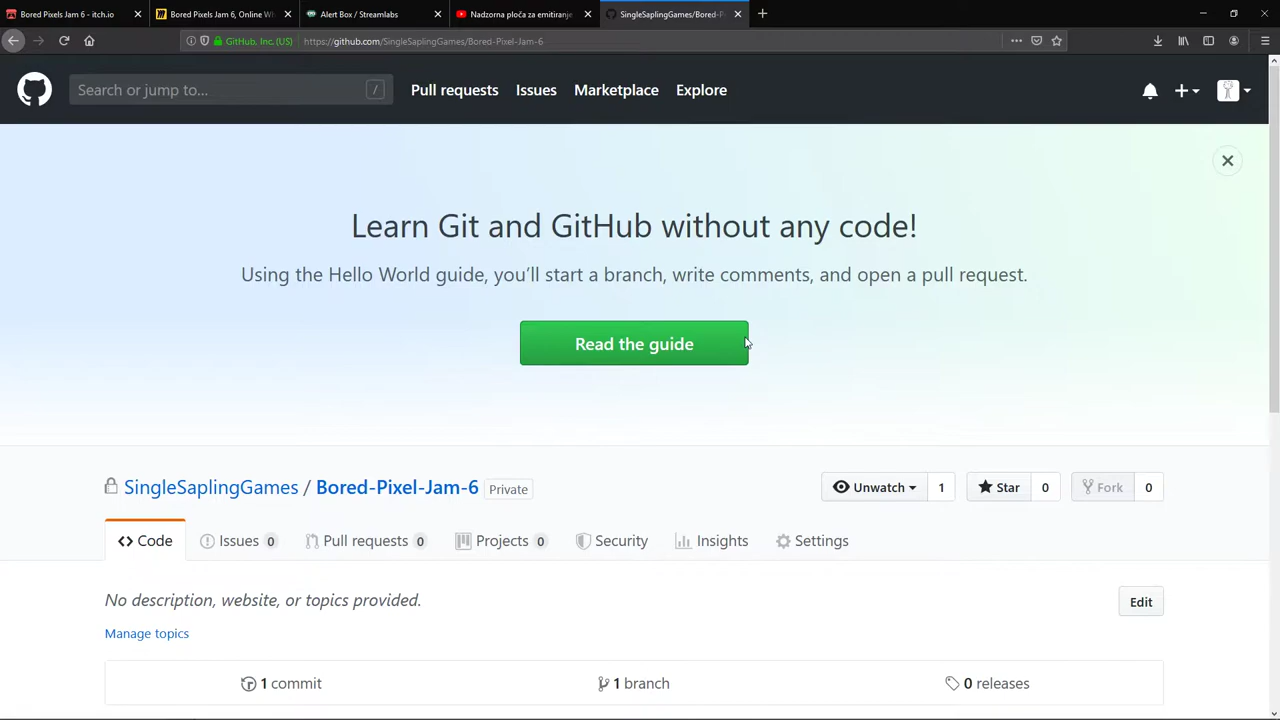 Bored Pixels Jam 6 - itch.io
Bored Pixels Jam 6, Online Wh
Alert Box / Streamlabs
Nadzorna ploča za emitiranje
SingleSaplingGames/Bored-Pi
GitHub, Inc. (US)
https://github.com/SingleSaplingGames/Bored-Pixel-Jam-6
Search or jump to...
/
Pull requests
Issues
Marketplace
Explore
Learn Git and GitHub without any code!
Using the Hello World guide, you’ll start a branch, write comments, and open a pull request.
Read the guide
SingleSaplingGames / Bored-Pixel-Jam-6 Private
Unwatch 1
Star 0
Fork 0
Code
Issues 0
Pull requests 0
Projects 0
Security
Insights
Settings
No description, website, or topics provided.
Edit
Manage topics
1 commit
1 branch
0 releases